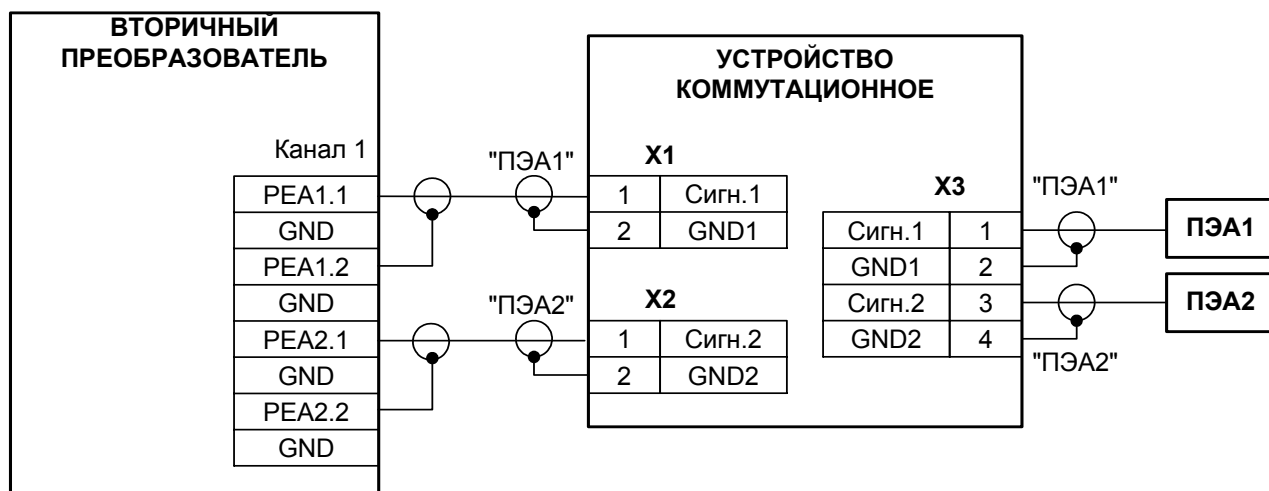 ВТОРИЧНЫЙ
ПРЕОБРАЗОВАТЕЛЬ
Канал 1
PEA1.1
GND
PEA1.2
GND
PEA2.1
GND
PEA2.2
GND
"ПЭА1"
"ПЭА2"
УСТРОЙСТВО
КОММУТАЦИОННОЕ
X1
1 Сигн.1
2 GND1
X2
1 Сигн.2
2 GND2
X3
Сигн.1 1
GND1 2
Сигн.2 3
GND2 4
"ПЭА1"
"ПЭА2"
ПЭА1
ПЭА2